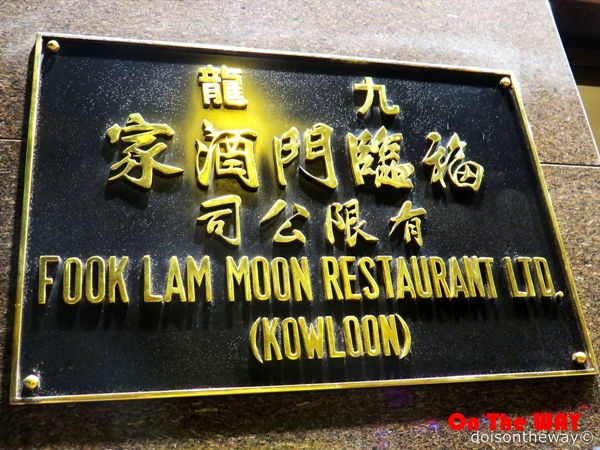 九龍
福臨門酒家
有限公司
FOOK LAM MOON RESTAURANT LTD.
(KOWLOON)
On The WAY
doisontheway©